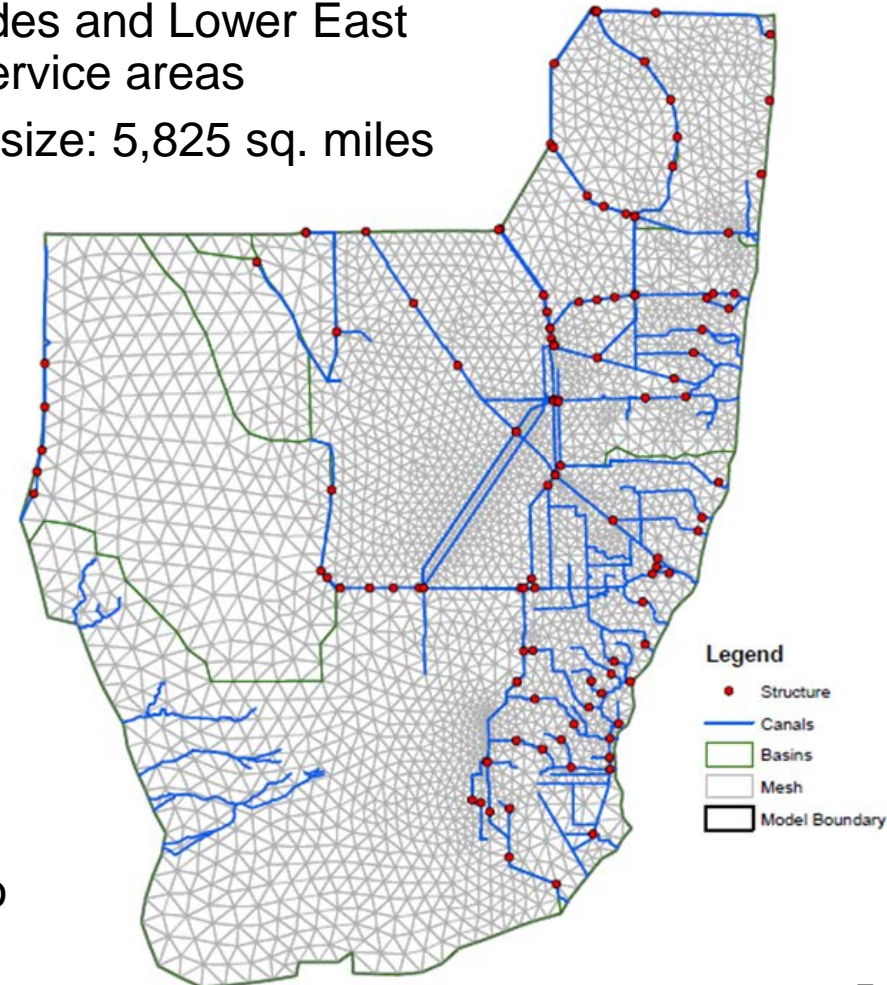 des and Lower East
ervice areas
size: 5,825 sq. miles
Legend
Structure
Canals
Basins
Mesh
Model Boundary